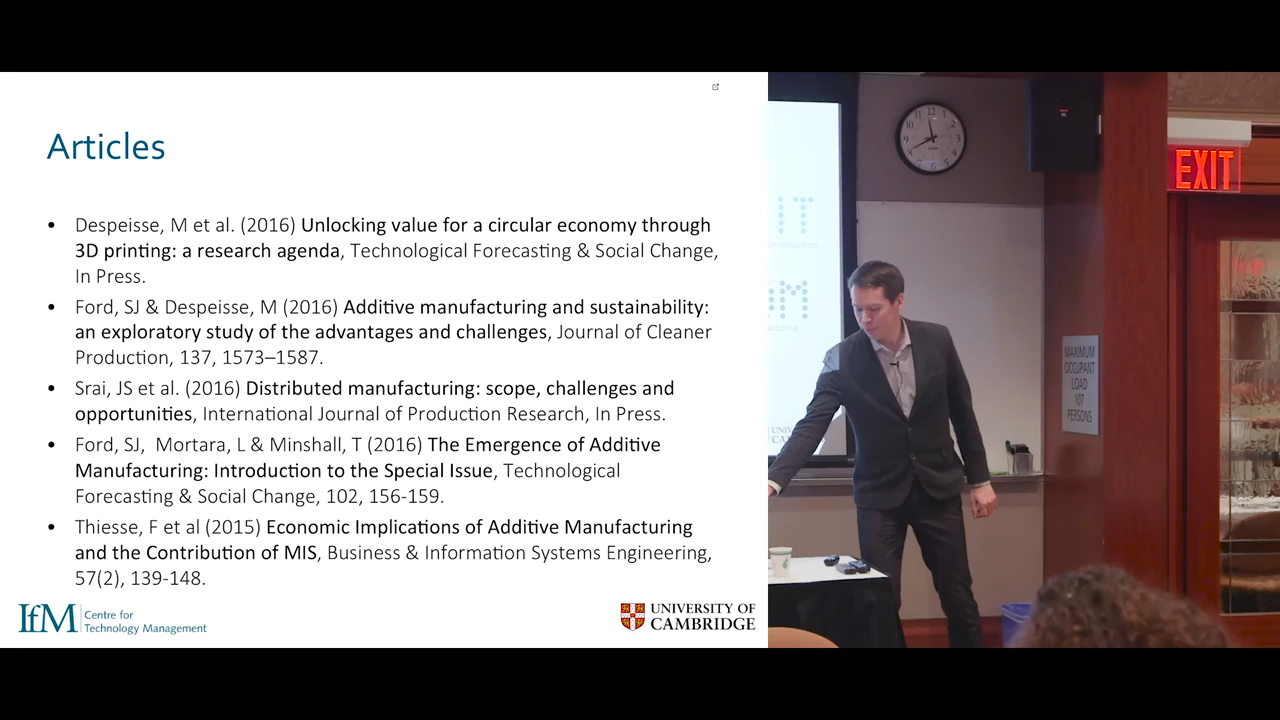 Articles
• Despeisse, M et al. (2016) Unlocking value for a circular economy through
3D printing: a research agenda, Technological Forecasting & Social Change,
In Press.
• Ford, SJ & Despeisse, M (2016) Additive manufacturing and sustainability:
an exploratory study of the advantages and challenges, Journal of Cleaner
Production, 137, 1573–1587.
• Srai, JS et al. (2016) Distributed manufacturing: scope, challenges and
opportunities, International Journal of Production Research, In Press.
• Ford, SJ, Mortara, L & Minshall, T (2016) The Emergence of Additive
Manufacturing: Introduction to the Special Issue, Technological
Forecasting & Social Change, 102, 156-159.
• Thiesse, F et al (2015) Economic Implications of Additive Manufacturing
and the Contribution of MIS, Business & Information Systems Engineering,
57(2), 139-148.
IfM Centre for
Technology Management
UNIVERSITY OF
CAMBRIDGE
EXIT
MAXIMUM
OCCUPANT
LOAD
107
PERSONS